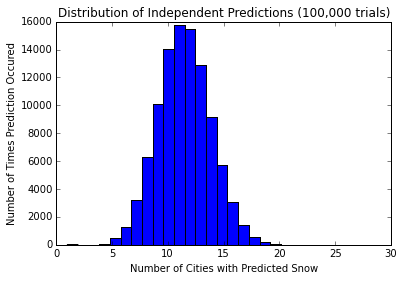 Distribution of Independent Predictions (100,000 trials)
16000
14000
12000
10000
8000
6000
4000
2000
0
Number of Times Prediction Occured
0 5 10 15 20 25 30
Number of Cities with Predicted Snow